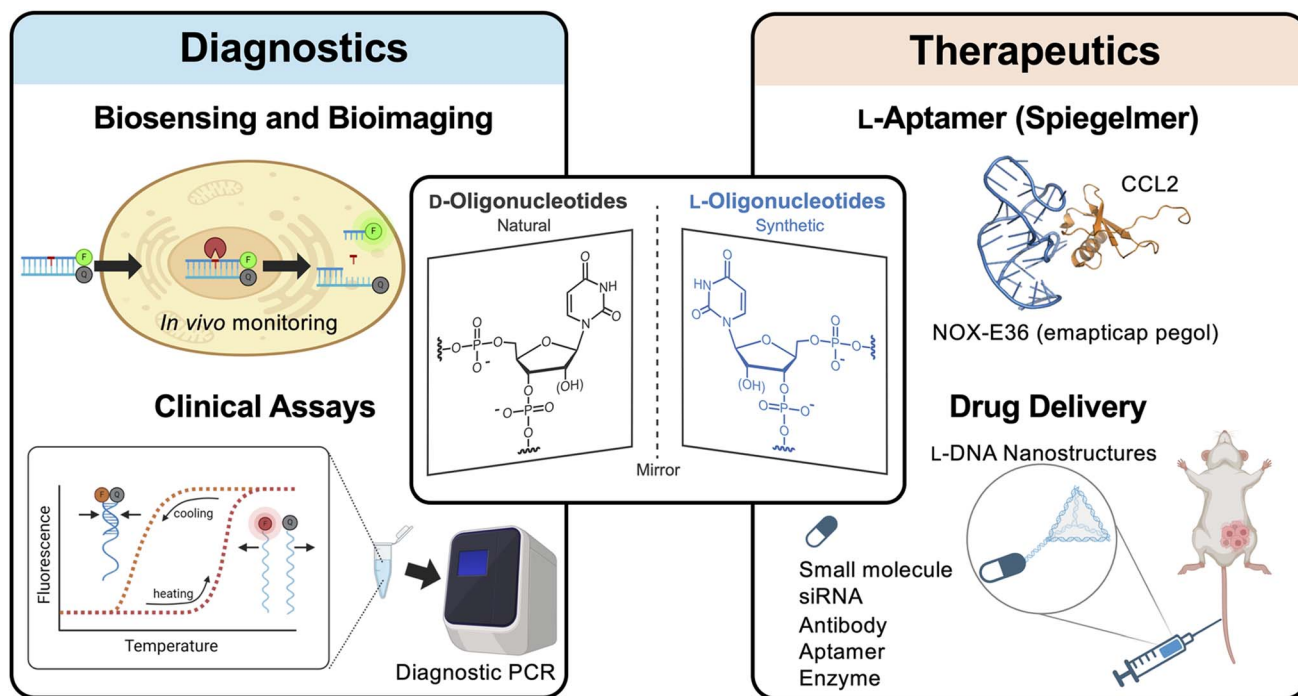 Diagnostics
Biosensing and Bioimaging
F
Q
F
Q
F
Q
In vivo monitoring
Clinical Assays
Fluorescence
F Q
cooling
heating
F Q
Temperature
Diagnostic PCR
D-Oligonucleotides
Natural
O
NH
N
O
O
O
P
O
O-
O
(OH)
O
-O
P
O
O
L-Oligonucleotides
Synthetic
O
HN
O
N
O
O
O
P
O
O-
(OH)
O
O
P
O-
O
Mirror
Therapeutics
L-Aptamer (Spiegelmer)
CCL2
NOX-E36 (emapticap pegol)
Drug Delivery
L-DNA Nanostructures
Small molecule
siRNA
Antibody
Aptamer
Enzyme